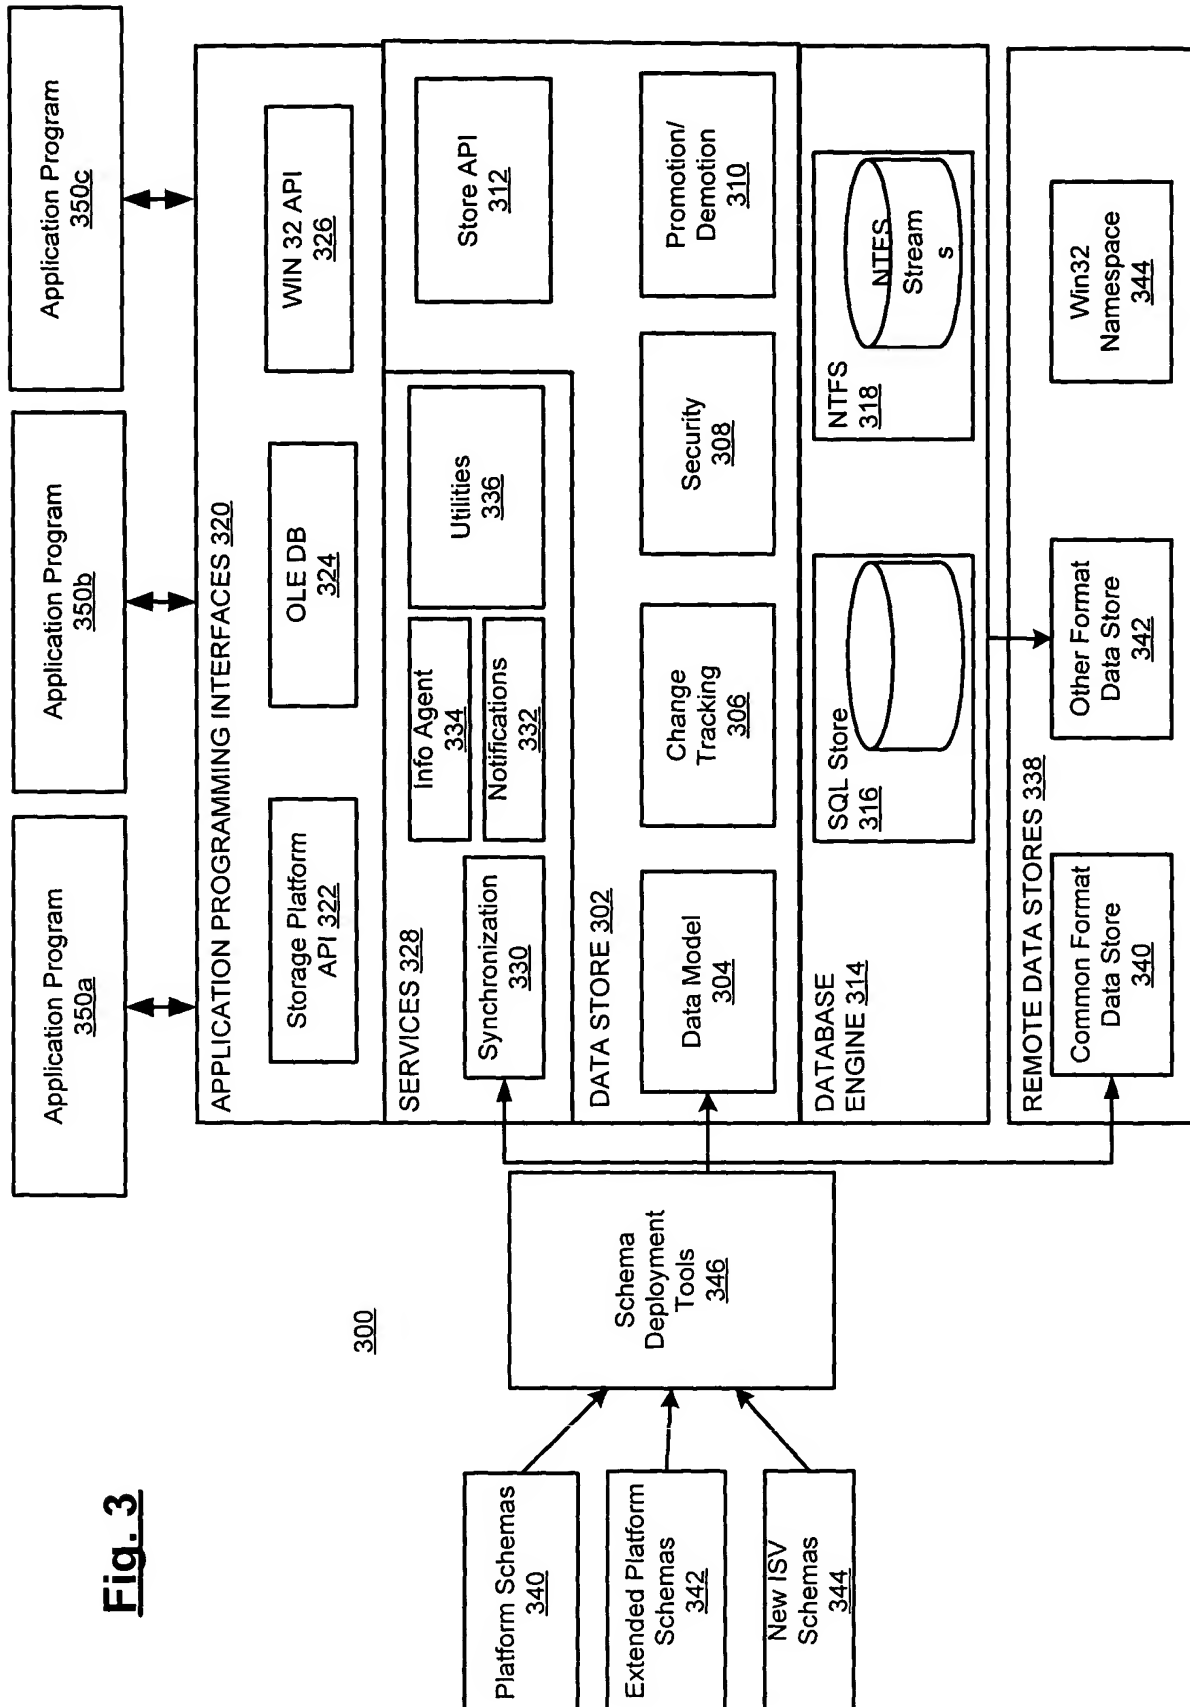 Application Program
350a
Application Program
350b
Application Program
350c
APPLICATION PROGRAMMING INTERFACES 320
Storage Platform
API 322
OLE DB
324
WIN 32 API
326
SERVICES 328
Synchronization
330
Info Agent
334
Notifications
332
Utilities
336
Store API
312
DATA STORE 302
Data Model
304
Change
Tracking
306
Security
308
Promotion/
Demotion
310
DATABASE
ENGINE 314
SQL Store
316
NTFS
318
NTFS
Stream
s
REMOTE DATA STORES 338
Common Format
Data Store
340
Other Format
Data Store
342
Win32
Namespace
344
Schema
Deployment
Tools
346
300
Platform Schemas
340
Extended Platform
Schemas
342
New ISV
Schemas
344
Fig. 3